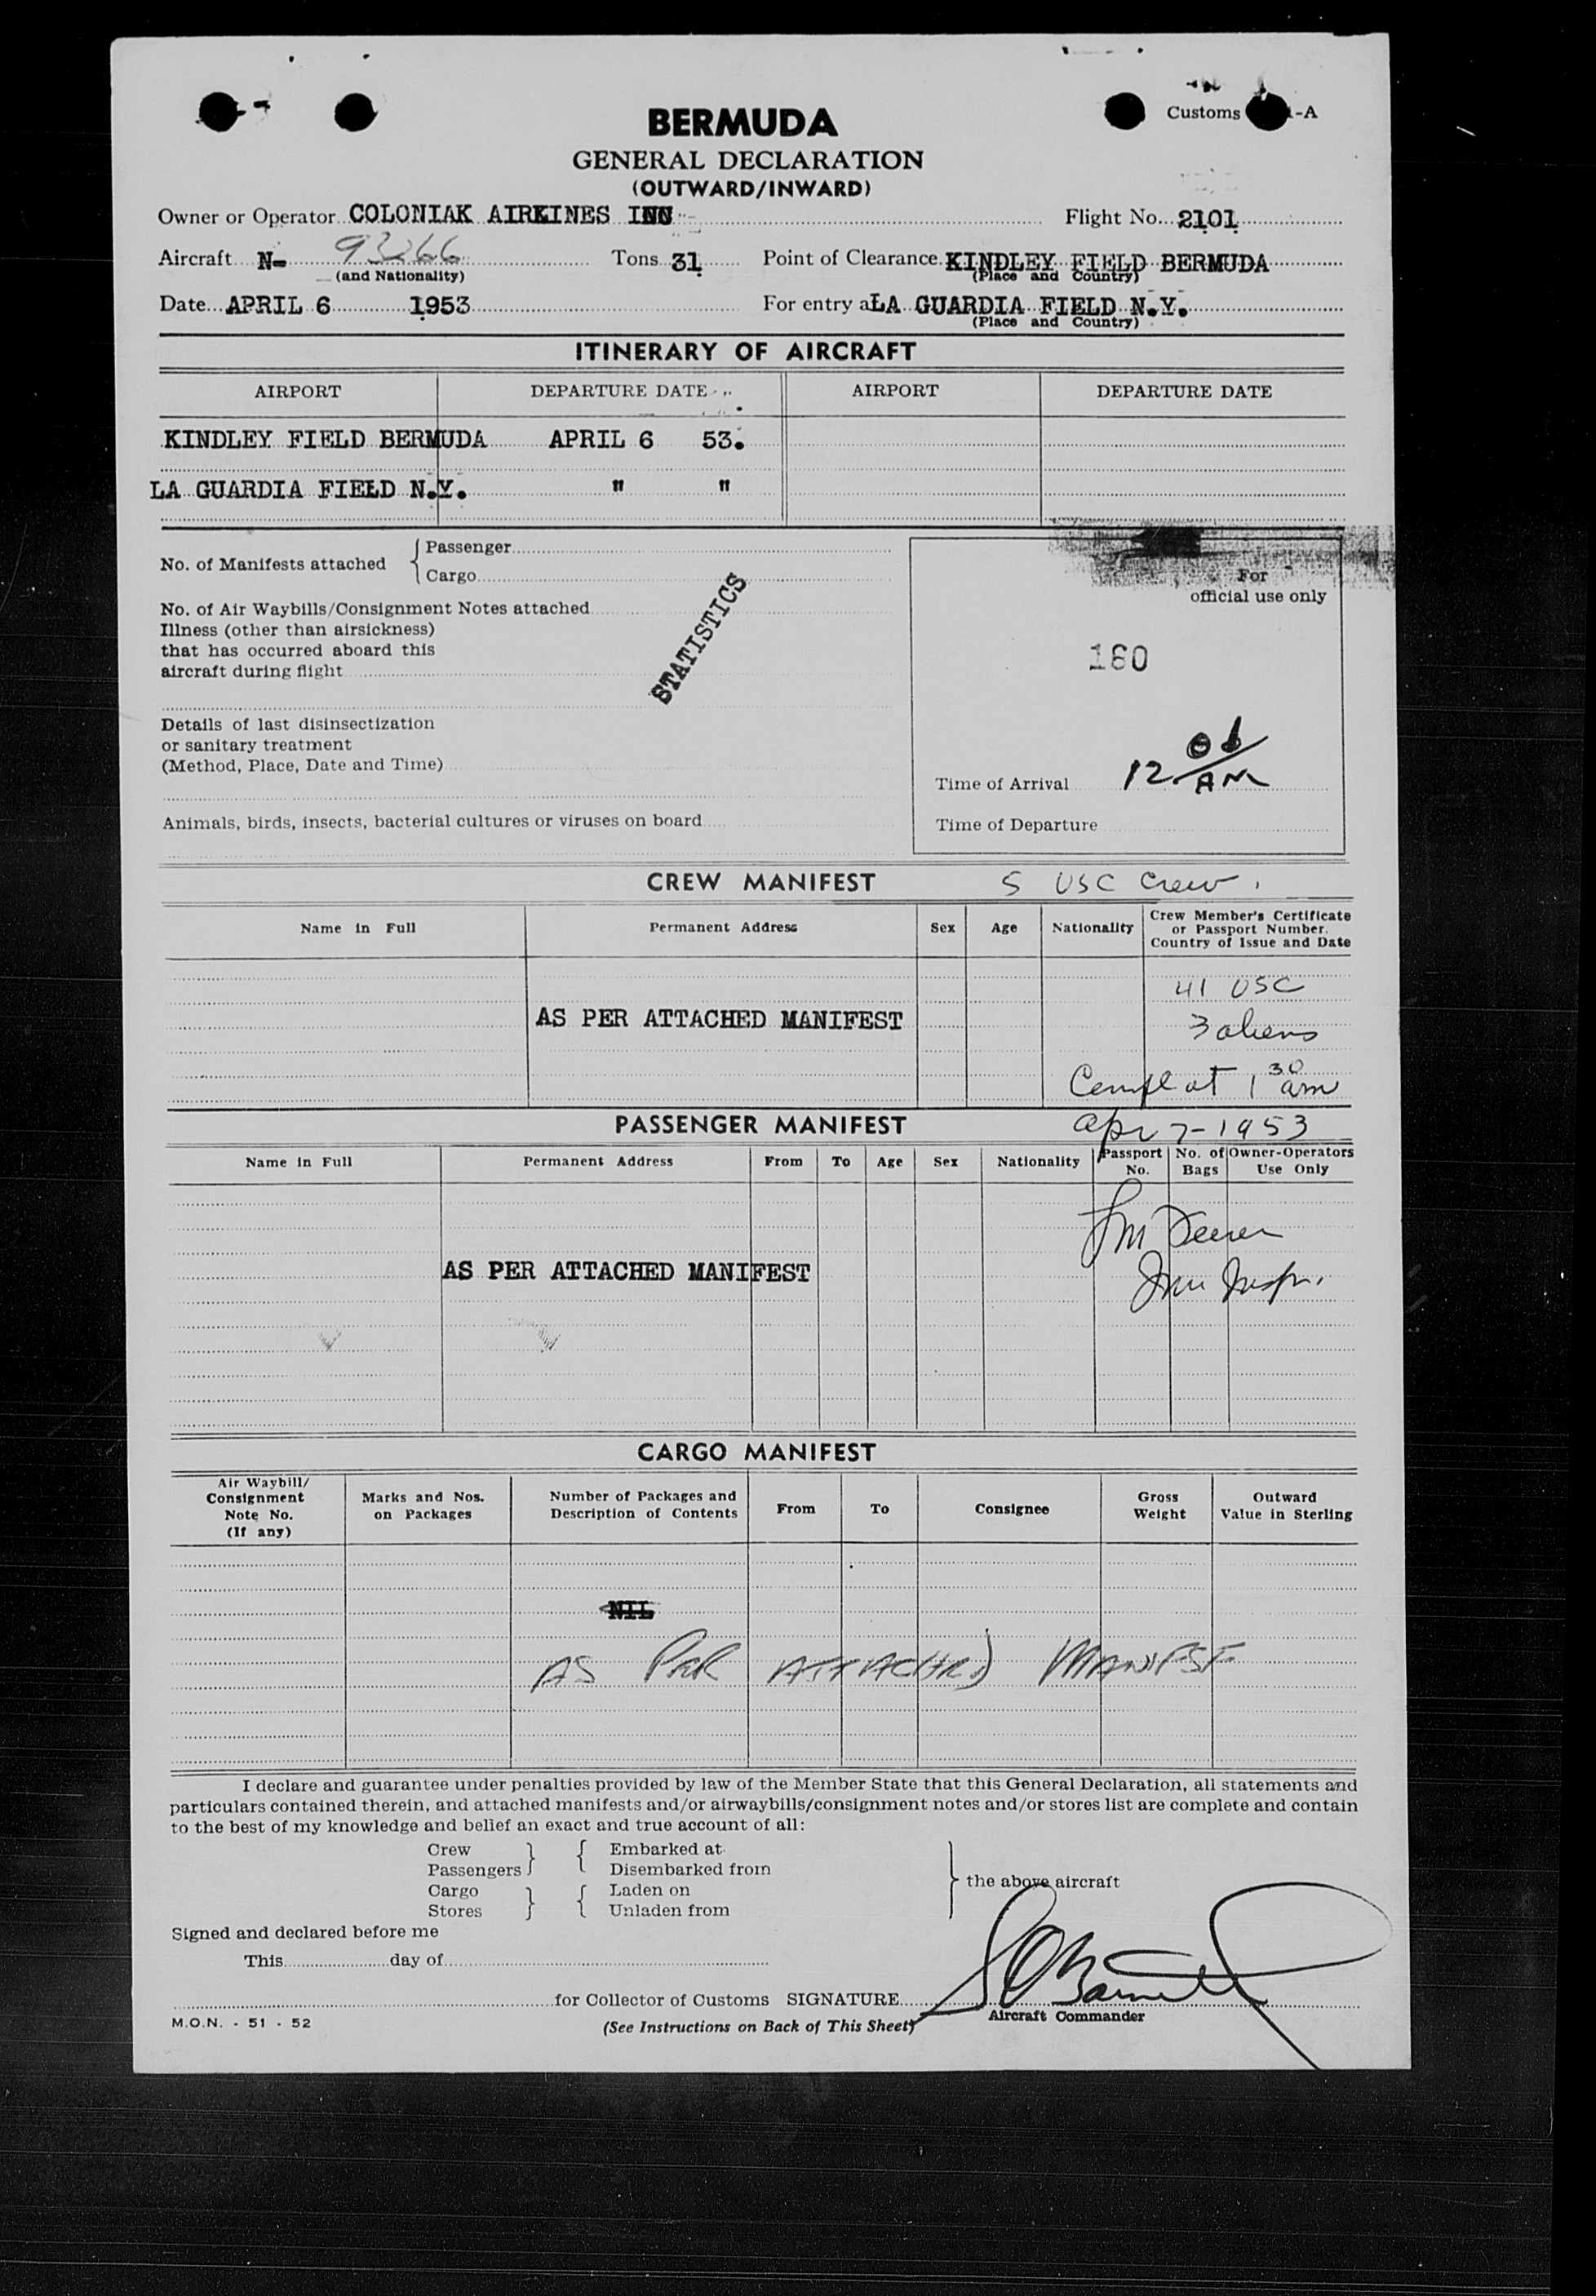 Customs -A
BERMUDA
GENERAL DECLARATION
(OUTWARD/INWARD)
Owner or Operator COLONIAK AIRKINES Flight No. 2101
Aircraft N- 93266 Tons 31 Point of Clearance KINDLEY FIELD BERMUDA
(and Nationality) (Place and Country)
Date APRIL 6 1953 For entry a LA GUARDIA FIELD N.Y.
(Place and Country)
ITINERARY OF AIRCRAFT
AIRPORT DEPARTURE DATE AIRPORT DEPARTURE DATE
KINDLEY FIELD BERMUDA APRIL 6 53.
LA GUARDIA FIELD N.Y. " "
No. of Manifests attached { Passenger
Cargo
No. of Air Waybills/Consignment Notes attached
Illness (other than airsickness)
that has occurred aboard this
aircraft during flight
STATISTICS
Details of last disinsectization
or sanitary treatment
(Method, Place, Date and Time)
Animals, birds, insects, bacterial cultures or viruses on board
For
official use only
180
Time of Arrival 12 06/AM
Time of Departure
CREW MANIFEST 5 USC Crew.
Name in Full Permanent Address Sex Age Nationality Crew Member's Certificate or Passport Number. Country of Issue and Date
41 USC
AS PER ATTACHED MANIFEST 3 aliens
Compl at 1 30 am
PASSENGER MANIFEST Apr 7-1953
Name in Full Permanent Address From To Age Sex Nationality Passport No. No. of Bags Owner-Operators Use Only
AS PER ATTACHED MANIFEST
CARGO MANIFEST
Air Waybill/ Consignment Note No. (If any) Marks and Nos. on Packages Number of Packages and Description of Contents From To Consignee Gross Weight Outward Value in Sterling
NIL
AS PER ATTACHED MANIFST
I declare and guarantee under penalties provided by law of the Member State that this General Declaration, all statements and
particulars contained therein, and attached manifests and/or airwaybills/consignment notes and/or stores list are complete and contain
to the best of my knowledge and belief an exact and true account of all:
Crew } { Embarked at
Passengers Disembarked from
Cargo } { Laden on } the above aircraft
Stores Unladen from
Signed and declared before me
This day of
for Collector of Customs SIGNATURE
Aircraft Commander
M.O.N. - 51 - 52 (See Instructions on Back of This Sheet)